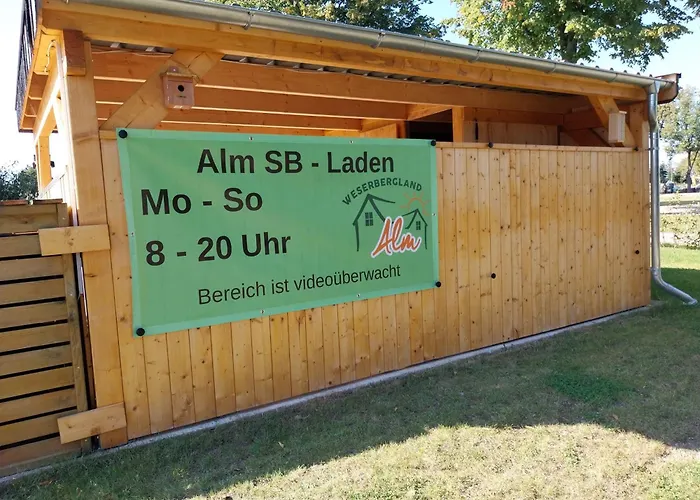 Alm SB - Laden
Mo - So
8 - 20 Uhr
Bereich ist videoüberwacht
WESERBERGLAND
Alm